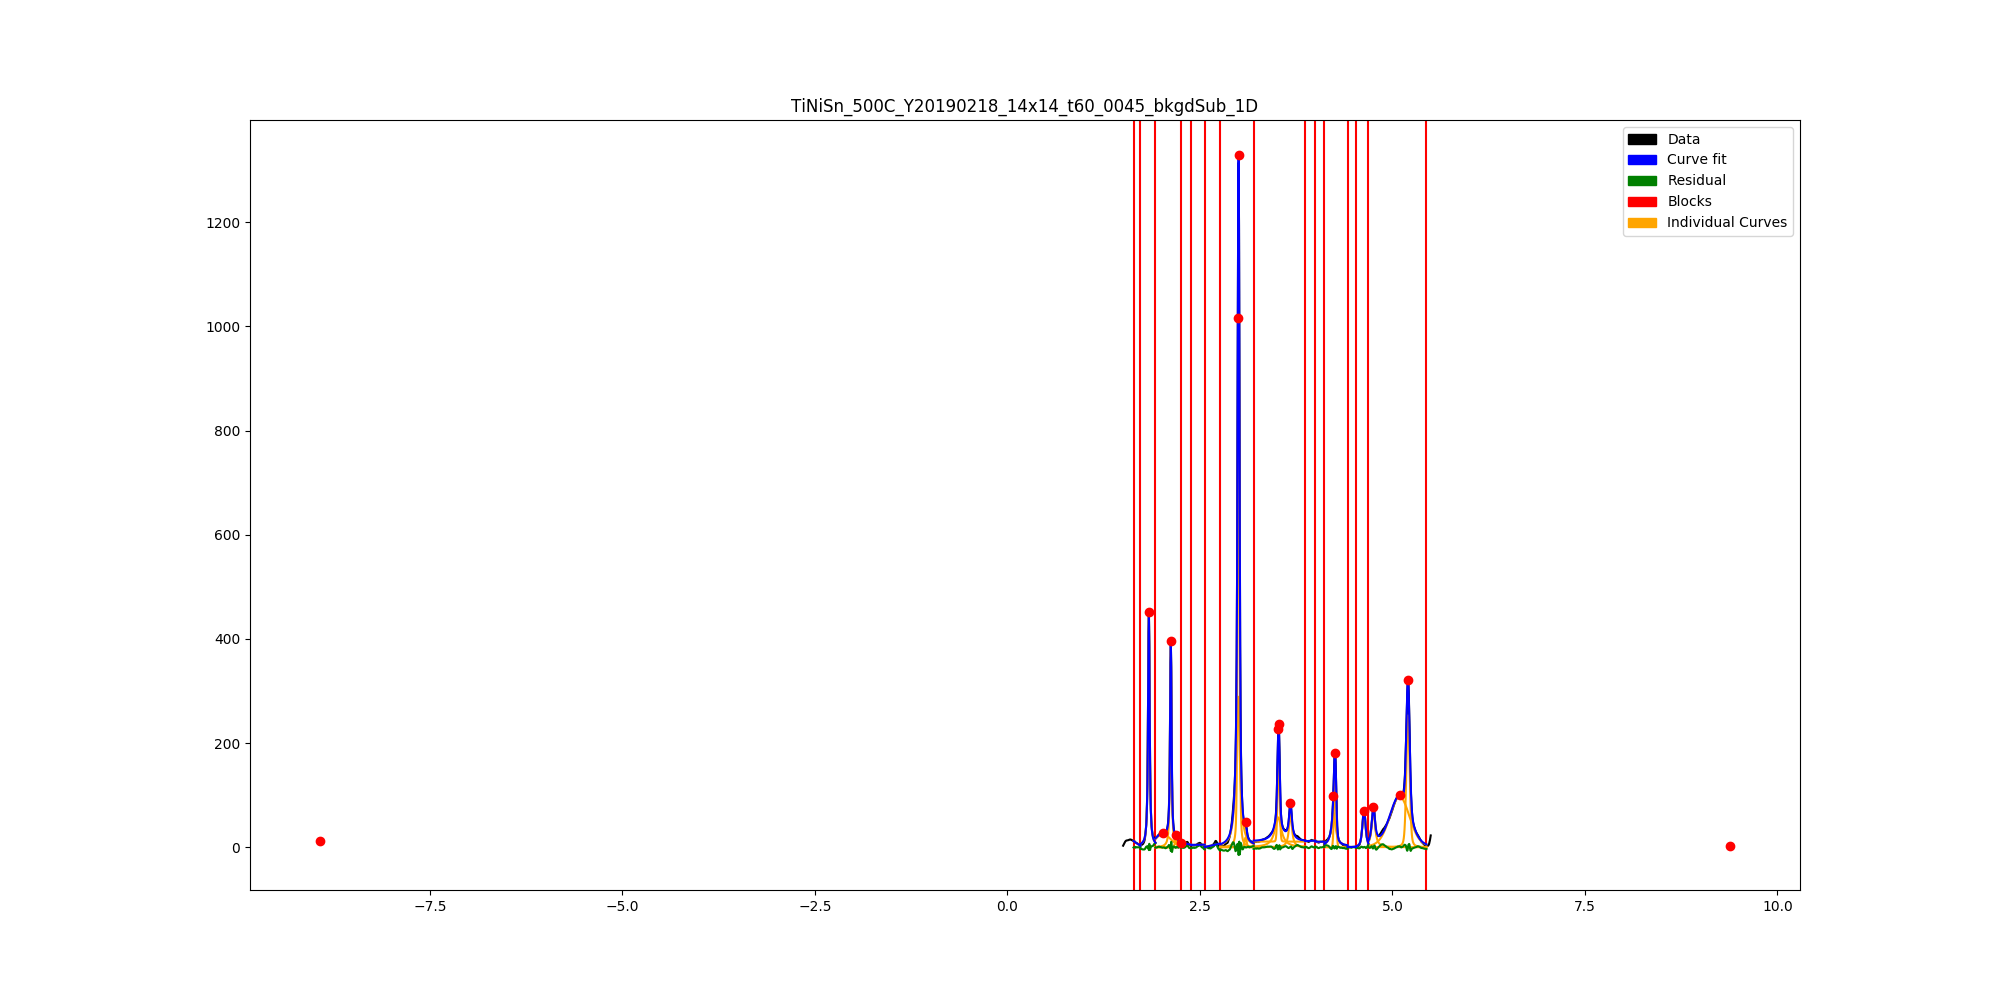 TiNiSn_500C_Y20190218_14x14_t60_0045_bkgdSub_1D
Data
Curve fit
Residual
Blocks
Individual Curves
1200
1000
800
600
400
200
0
−7.5 −5.0 −2.5 0.0 2.5 5.0 7.5 10.0